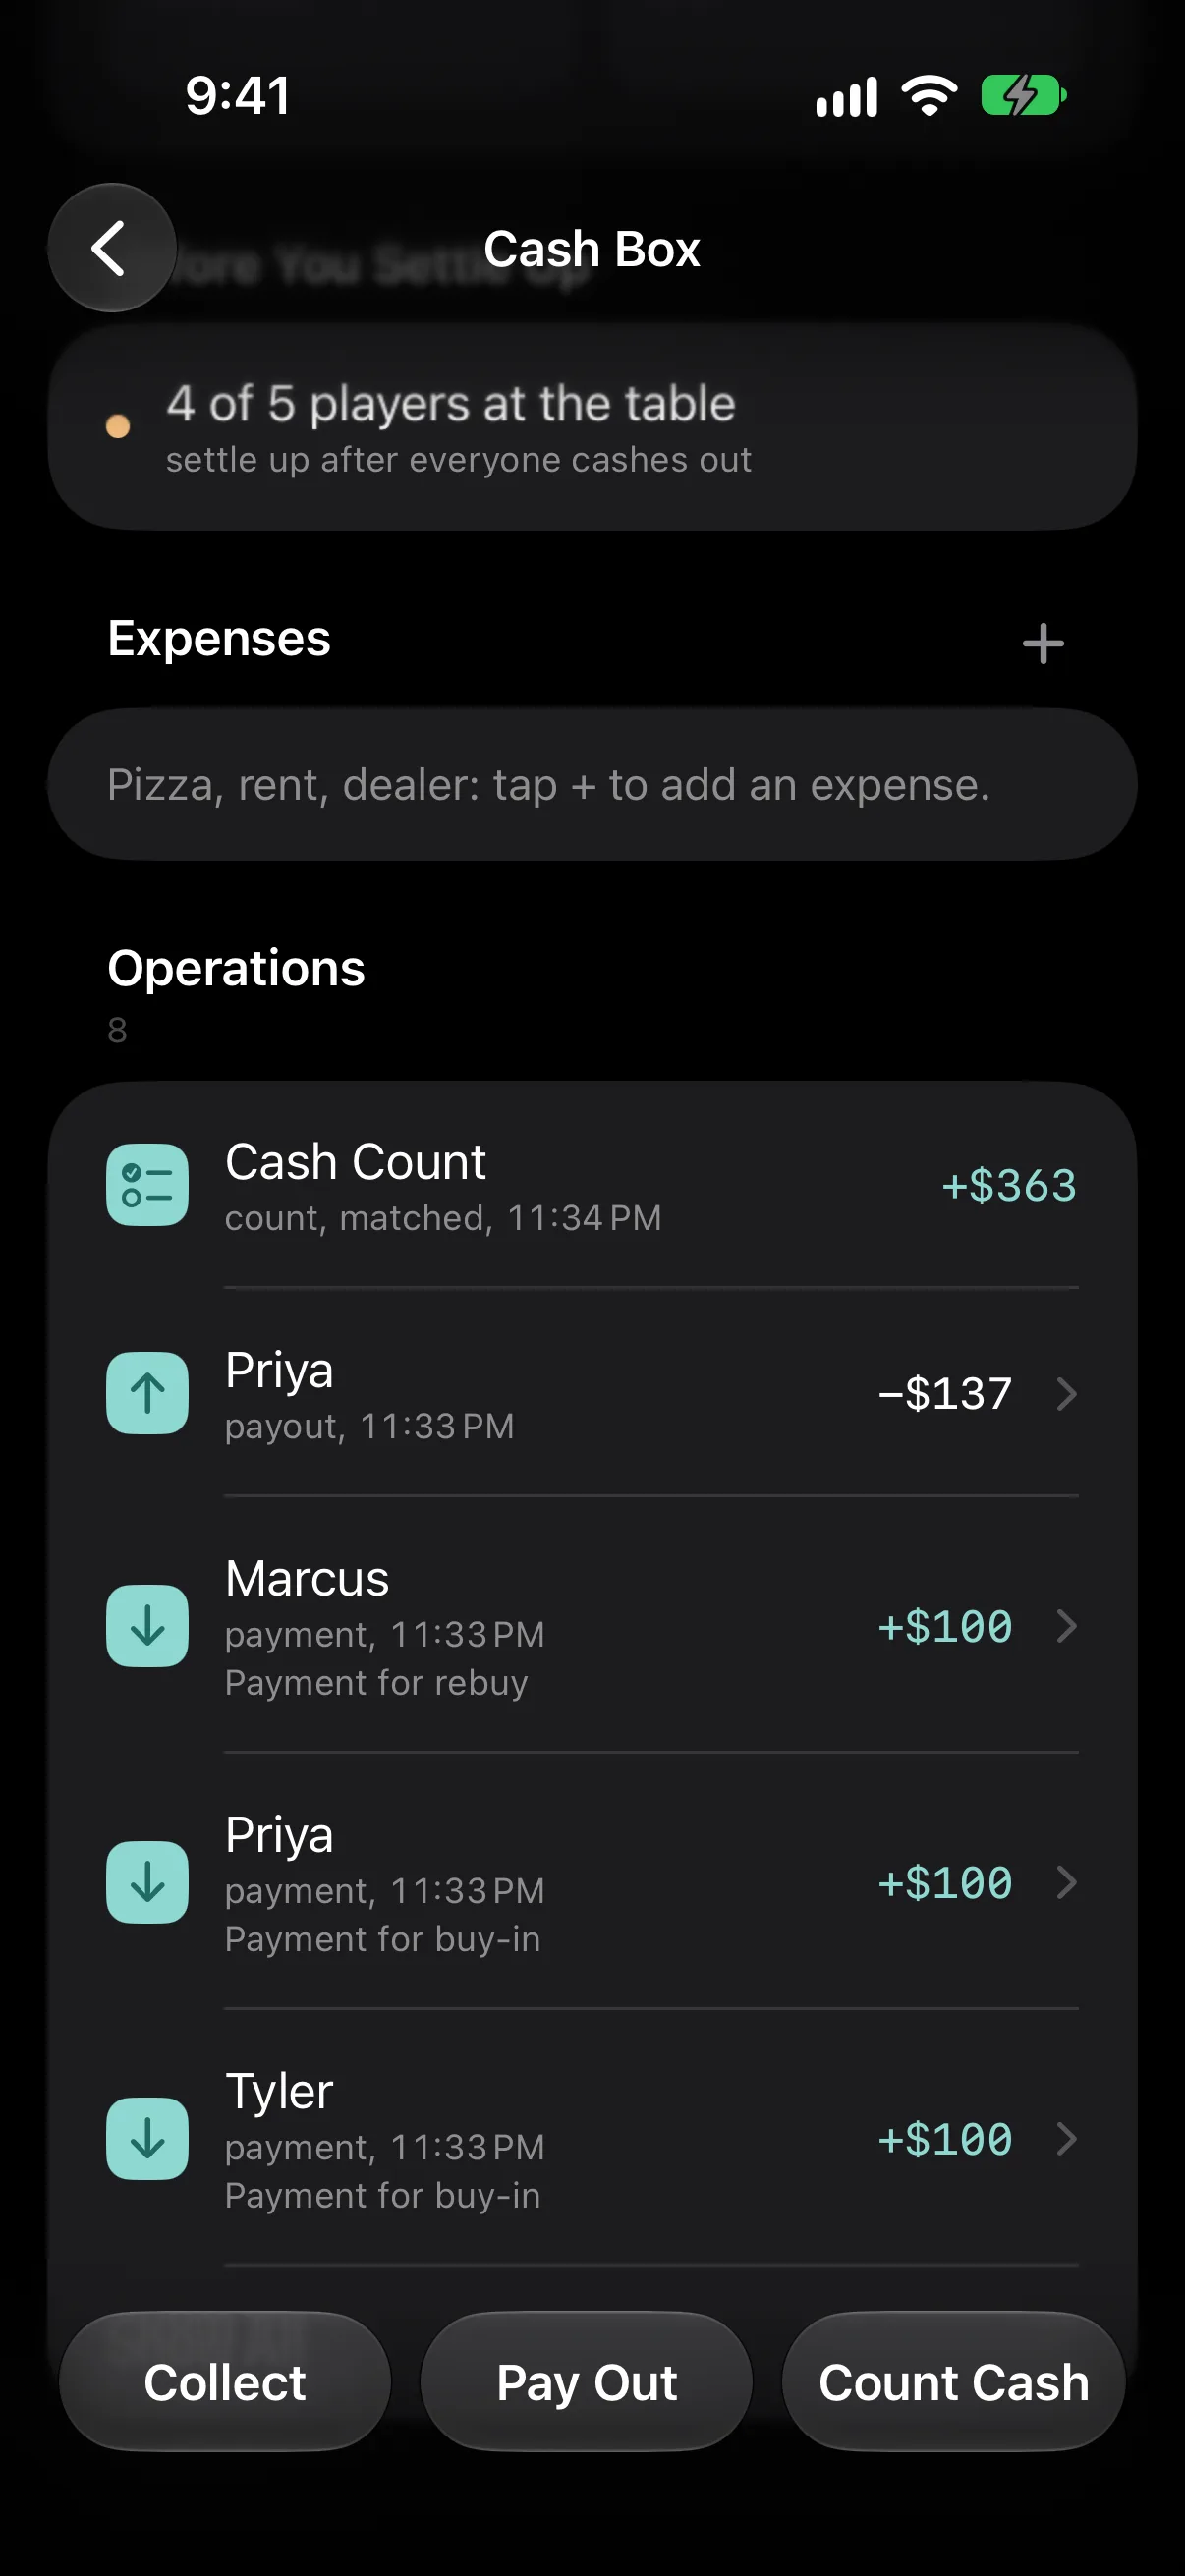 9:41
Cash Box
You Settle Up
4 of 5 players at the table
settle up after everyone cashes out
Expenses
Pizza, rent, dealer: tap + to add an expense.
Operations
8
Cash Count
count, matched, 11:34 PM
+$363
Priya
payout, 11:33 PM
–$137
Marcus
payment, 11:33 PM
Payment for rebuy
+$100
Priya
payment, 11:33 PM
Payment for buy-in
+$100
Tyler
payment, 11:33 PM
Payment for buy-in
+$100
Collect
Pay Out
Count Cash